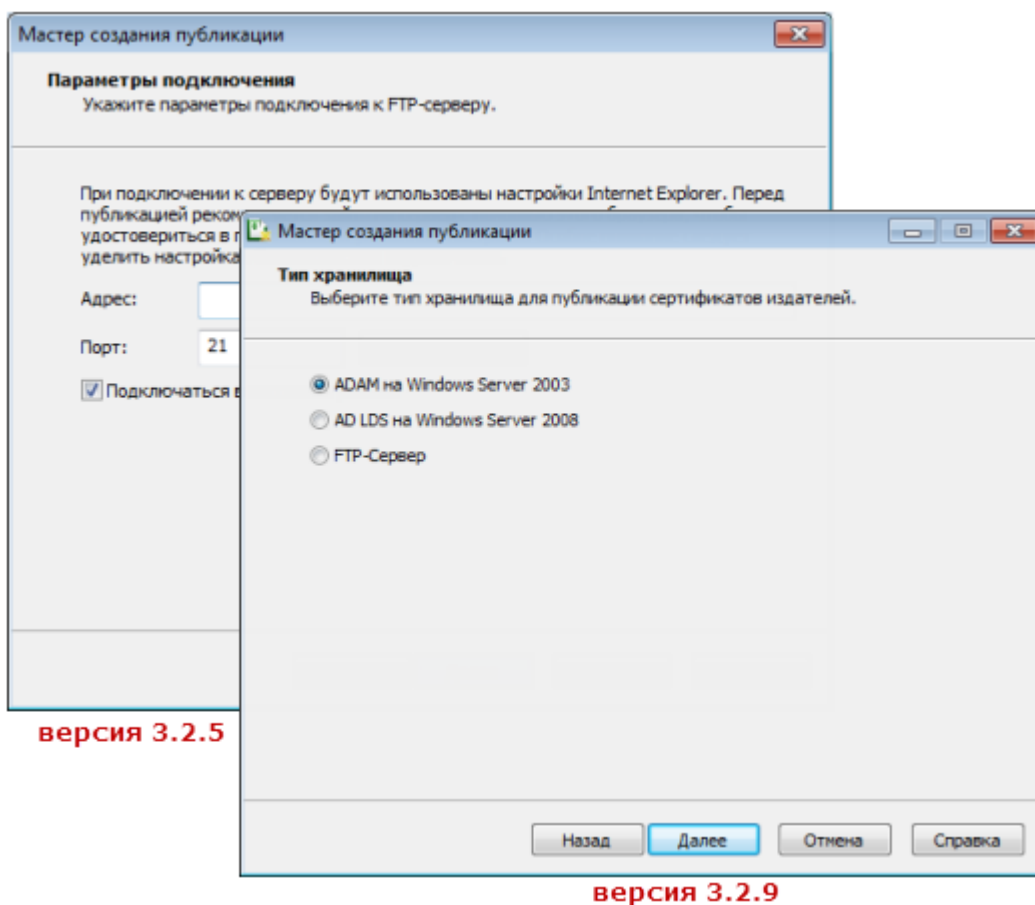 Мастер создания публикации
Параметры подключения
Укажите параметры подключения к FTP-серверу.
При подключении к серверу будут использованы настройки Internet Explorer. Перед
публикацией
удостовериться в
уделить
Адрес:
Порт: 21
Подключаться
версия 3.2.5
Мастер создания публикации
Тип хранилища
Выберите тип хранилища для публикации сертификатов издателей.
ADAM на Windows Server 2003
AD LDS на Windows Server 2008
FTP-Сервер
Назад Далее Отмена Справка
версия 3.2.9